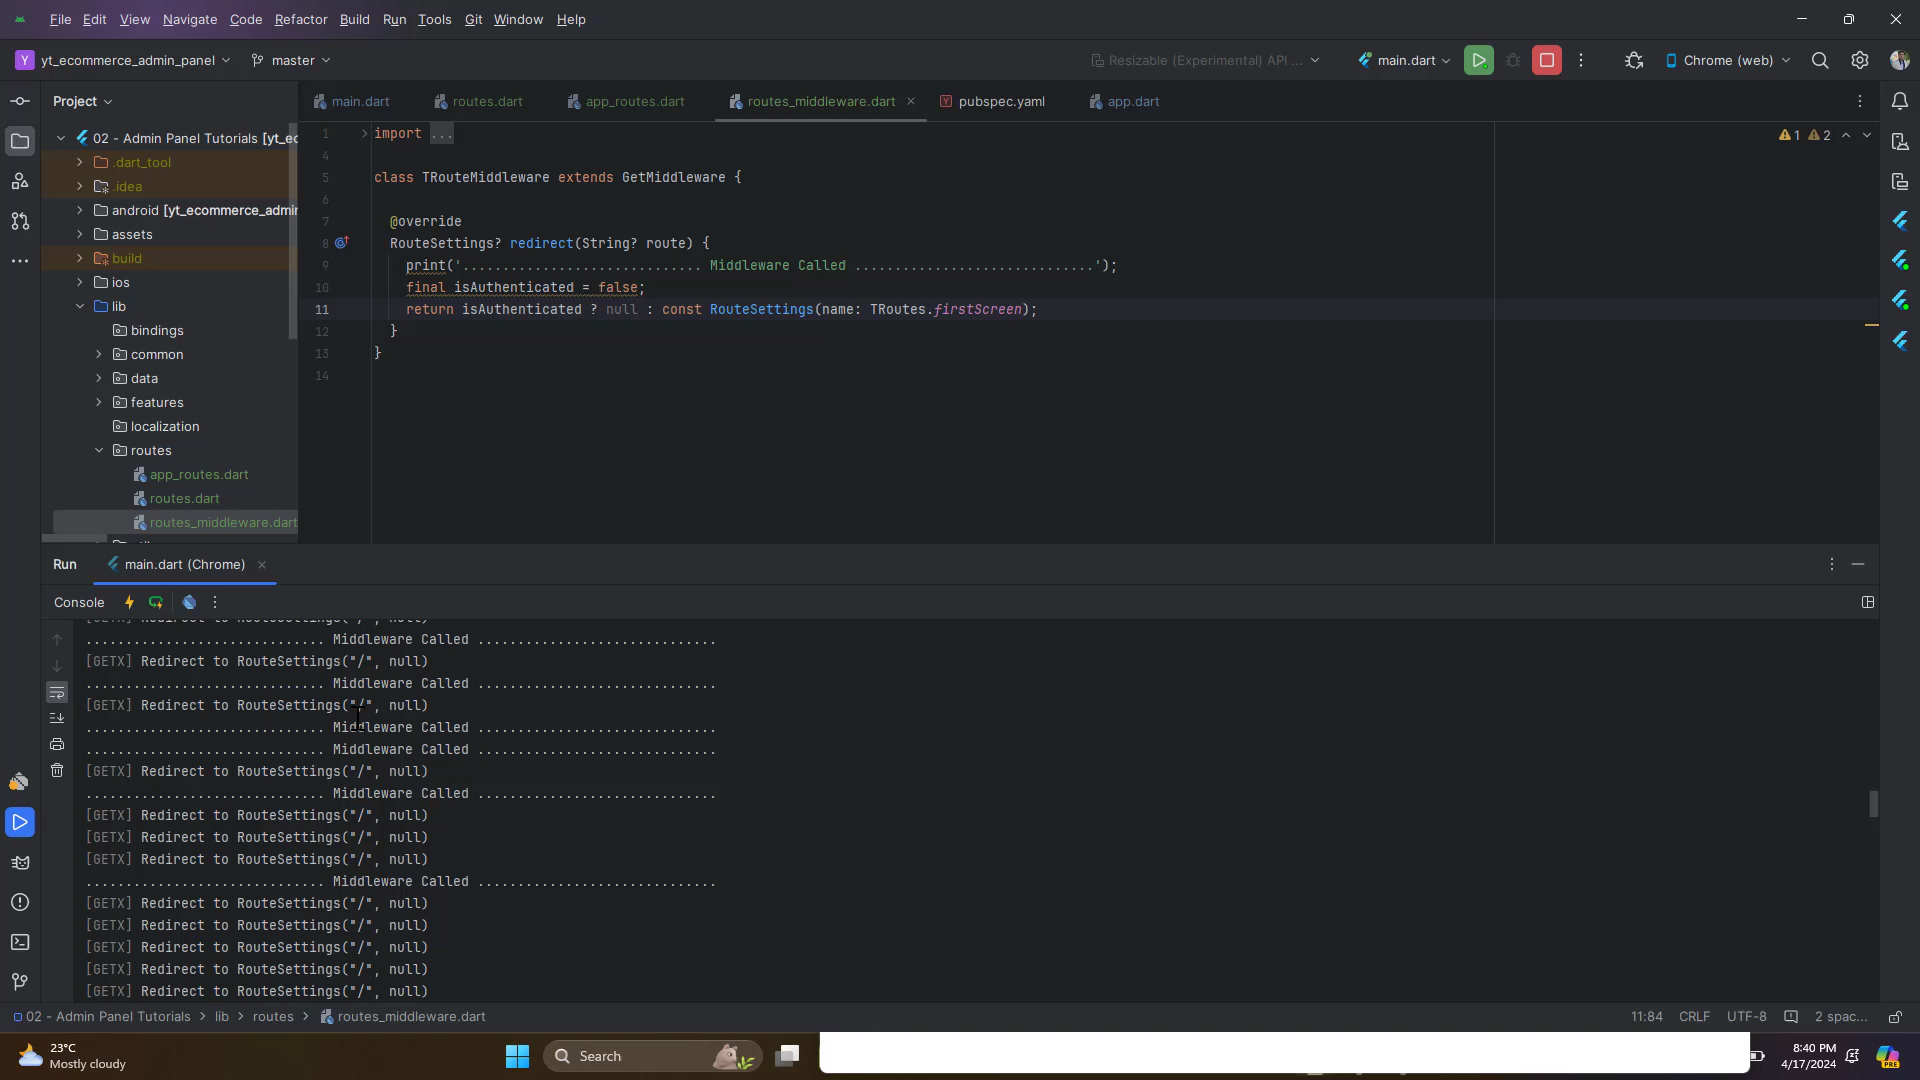 File Edit View Navigate Code Refactor Build Run Tools Git Window Help
Y yt_ecommerce_admin_panel master Resizable (Experimental) API ... main.dart Chrome (web)
Project main.dart routes.dart app_routes.dart routes_middleware.dart pubspec.yaml app.dart
02 - Admin Panel Tutorials [yt_ec
.dart_tool
.idea
android [yt_ecommerce_admin
assets
build
ios
lib
bindings
common
data
features
localization
routes
app_routes.dart
routes.dart
routes_middleware.dart
1 import ...
4
5 class TRouteMiddleware extends GetMiddleware {
6
7 @override
8 RouteSettings? redirect(String? route) {
9 print('.............................. Middleware Called ..............................');
10 final isAuthenticated = false;
11 return isAuthenticated ? null : const RouteSettings(name: TRoutes.firstScreen);
12 }
13 }
14
1 2
Run main.dart (Chrome)
Console
.............................. Middleware Called ..............................
[GETX] Redirect to RouteSettings("/", null)
.............................. Middleware Called ..............................
[GETX] Redirect to RouteSettings("/", null)
.............................. Middleware Called ..............................
.............................. Middleware Called ..............................
[GETX] Redirect to RouteSettings("/", null)
.............................. Middleware Called ..............................
[GETX] Redirect to RouteSettings("/", null)
[GETX] Redirect to RouteSettings("/", null)
[GETX] Redirect to RouteSettings("/", null)
.............................. Middleware Called ..............................
[GETX] Redirect to RouteSettings("/", null)
[GETX] Redirect to RouteSettings("/", null)
[GETX] Redirect to RouteSettings("/", null)
[GETX] Redirect to RouteSettings("/", null)
[GETX] Redirect to RouteSettings("/", null)
02 - Admin Panel Tutorials > lib > routes > routes_middleware.dart 11:84 CRLF UTF-8 2 spac...
23°C
Mostly cloudy
Search
8:40 PM
4/17/2024
PRE